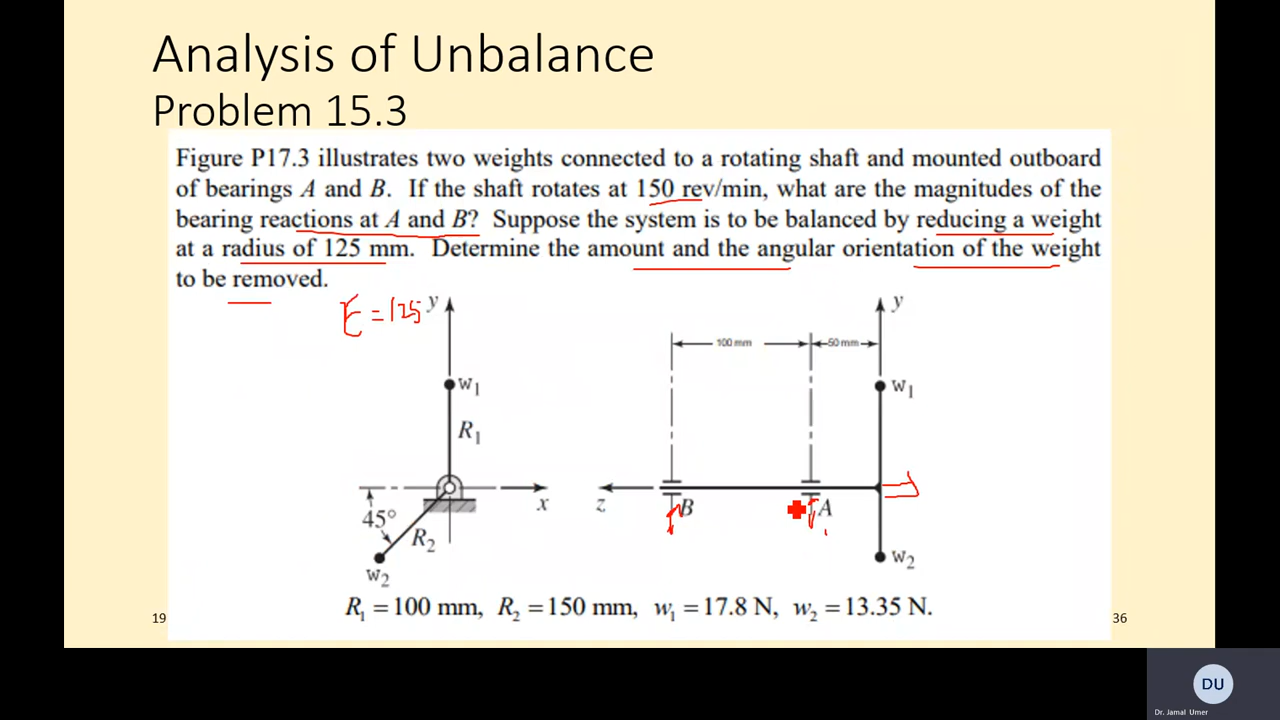 Analysis of Unbalance
Problem 15.3
Figure P17.3 illustrates two weights connected to a rotating shaft and mounted outboard
of bearings A and B. If the shaft rotates at 150 rev/min, what are the magnitudes of the
bearing reactions at A and B? Suppose the system is to be balanced by reducing a weight
at a radius of 125 mm. Determine the amount and the angular orientation of the weight
to be removed.
E = 125
y
y
100 mm
50 mm
w1
w1
R1
x
z
B
A
45°
R2
w2
w2
R1 = 100 mm, R2 = 150 mm, w1 = 17.8 N, w2 = 13.35 N.
19
36
DU
Dr. Jamal Umer